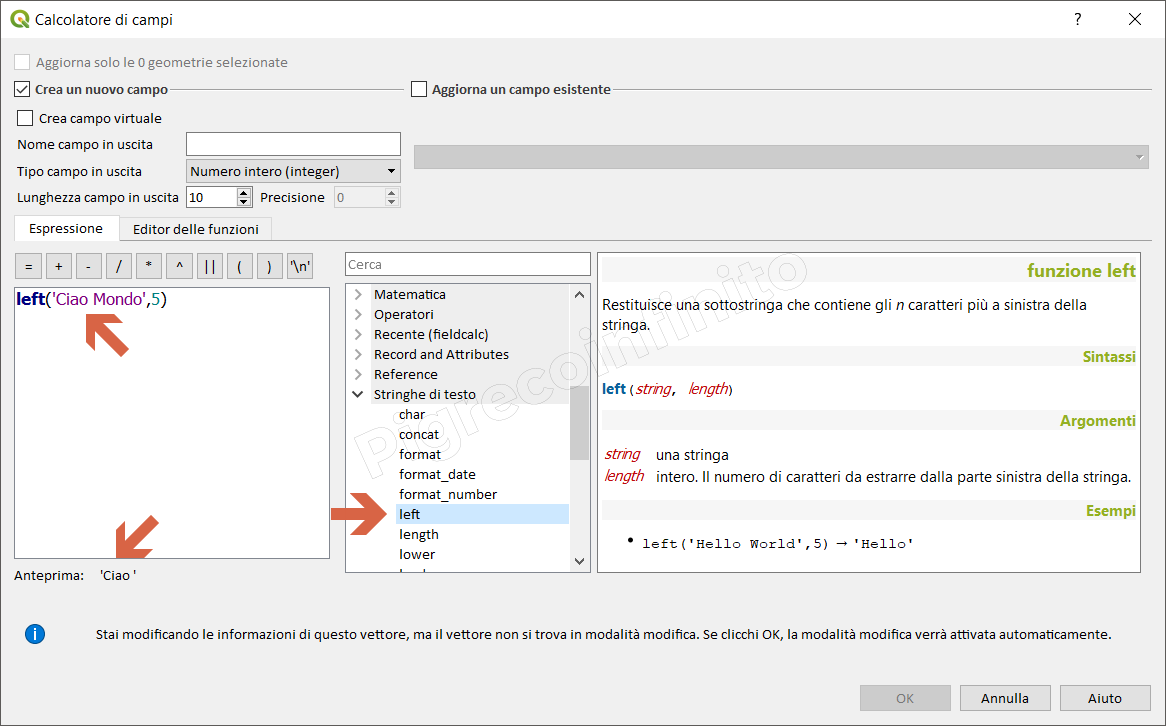 Calcolatore di campi
?
Aggiorna solo le 0 geometrie selezionate
Crea un nuovo campo
Aggiorna un campo esistente
Crea campo virtuale
Nome campo in uscita
Tipo campo in uscita
Numero intero (integer)
Lunghezza campo in uscita
10
Precisione
0
Espressione
Editor delle funzioni
= + - / * ^ || ( ) '\n'
left('Ciao Mondo',5)
Anteprima: 'Ciao '
Cerca
Matematica
Operatori
Recente (fieldcalc)
Record and Attributes
Reference
Stringhe di testo
char
concat
format
format_date
format_number
left
length
lower
funzione left
Restituisce una sottostringa che contiene gli n caratteri più a sinistra della
stringa.
Sintassi
left(string, length)
Argomenti
string una stringa
length intero. Il numero di caratteri da estrarre dalla parte sinistra della stringa.
Esempi
• left('Hello World',5) → 'Hello'
Pigrecoinfinito
Stai modificando le informazioni di questo vettore, ma il vettore non si trova in modalità modifica. Se clicchi OK, la modalità modifica verrà attivata automaticamente.
OK
Annulla
Aiuto